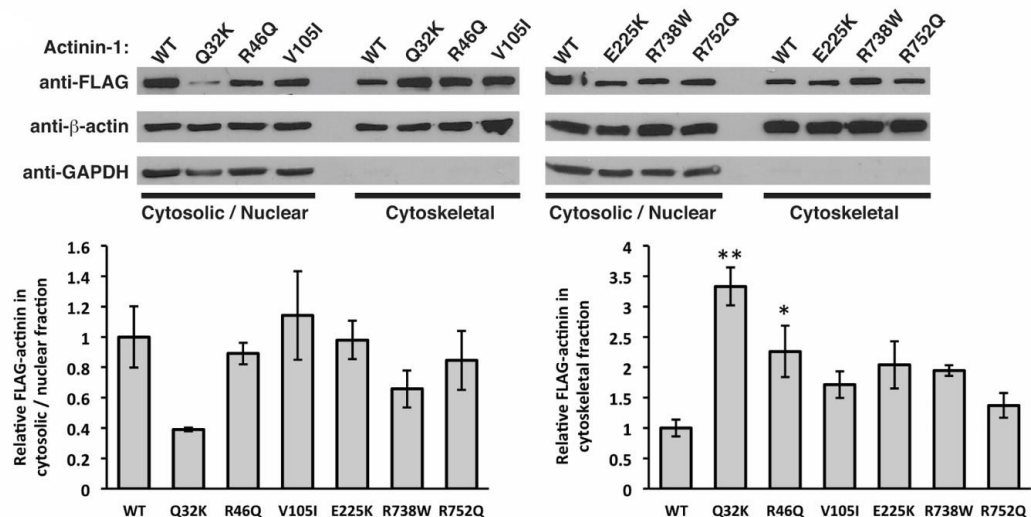 Actinin-1: WT Q32K R46Q V105I WT Q32K R46Q V105I WT E225K R738W R752Q WT E225K R738W R752Q
anti-FLAG
anti-β-actin
anti-GAPDH
Cytosolic / Nuclear Cytoskeletal Cytosolic / Nuclear Cytoskeletal
Relative FLAG-actinin in
cytosolic / nuclear fraction
1.6
1.4
1.2
1
0.8
0.6
0.4
0.2
0
WT Q32K R46Q V105I E225K R738W R752Q
Relative FLAG-actinin in
cytoskeletal fraction
4
3.5
3
2.5
2
1.5
1
0.5
0
**
*
WT Q32K R46Q V105I E225K R738W R752Q